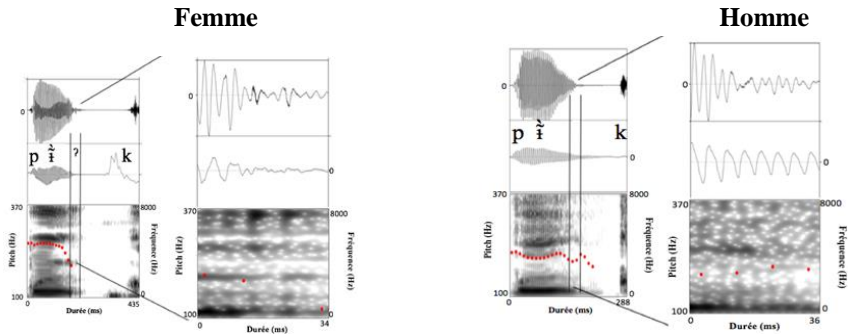 Femme
0
p ɨ̰̃ ʔ k
0
370
8000
Pitch (Hz)
Fréquence (Hz)
100
0
Durée (ms)
435
0
0
370
8000
Pitch (Hz)
Fréquence (Hz)
100
0
Durée (ms)
34
Homme
0
p ɨ̰̃ k
0
370
8000
Pitch (Hz)
Fréquence (Hz)
100
0
Durée (ms)
288
0
0
370
8000
Pitch (Hz)
Fréquence (Hz)
100
0
Durée (ms)
36